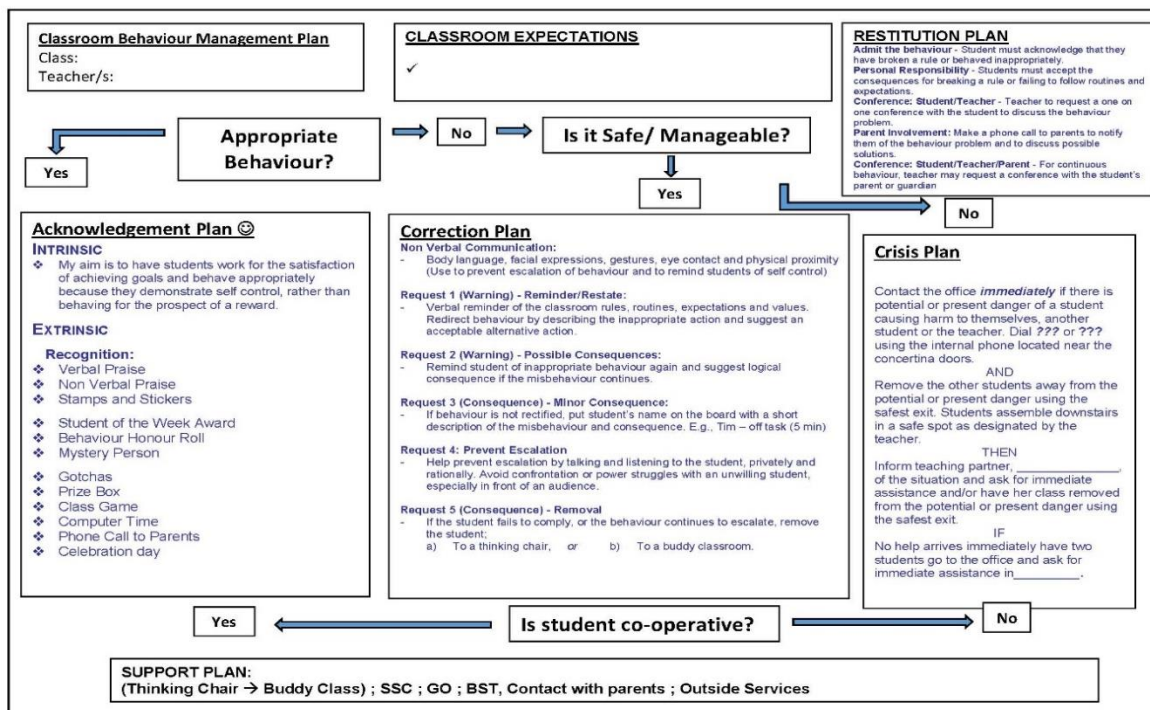 Classroom Behaviour Management Plan
Class:
Teacher/s:
CLASSROOM EXPECTATIONS
✓
RESTITUTION PLAN
Admit the behaviour - Student must acknowledge that they
have broken a rule or behaved inappropriately.
Personal Responsibility - Students must accept the
consequences for breaking a rule or failing to follow routines and
expectations.
Conference: Student/Teacher - Teacher to request a one on
one conference with the student to discuss the behaviour
problem.
Parent Involvement: Make a phone call to parents to notify
them of the behaviour problem and to discuss possible
solutions.
Conference: Student/Teacher/Parent - For continuous
behaviour, teacher may request a conference with the student's
parent or guardian
Appropriate
Behaviour?
No
Is it Safe/ Manageable?
Yes
Yes
No
Acknowledgement Plan ☺
INTRINSIC
❖ My aim is to have students work for the satisfaction
of achieving goals and behave appropriately
because they demonstrate self control, rather than
behaving for the prospect of a reward.
EXTRINSIC
Recognition:
❖ Verbal Praise
❖ Non Verbal Praise
❖ Stamps and Stickers
❖ Student of the Week Award
❖ Behaviour Honour Roll
❖ Mystery Person
❖ Gotchas
❖ Prize Box
❖ Class Game
❖ Computer Time
❖ Phone Call to Parents
❖ Celebration day
Correction Plan
Non Verbal Communication:
- Body language, facial expressions, gestures, eye contact and physical proximity
(Use to prevent escalation of behaviour and to remind students of self control)
Request 1 (Warning) - Reminder/Restate:
- Verbal reminder of the classroom rules, routines, expectations and values.
Redirect behaviour by describing the inappropriate action and suggest an
acceptable alternative action.
Request 2 (Warning) - Possible Consequences:
- Remind student of inappropriate behaviour again and suggest logical
consequence if the misbehaviour continues.
Request 3 (Consequence) - Minor Consequence:
- If behaviour is not rectified, put student's name on the board with a short
description of the misbehaviour and consequence. E.g., Tim – off task (5 min)
Request 4: Prevent Escalation
- Help prevent escalation by talking and listening to the student, privately and
rationally. Avoid confrontation or power struggles with an unwilling student,
especially in front of an audience.
Request 5 (Consequence) - Removal
- If the student fails to comply, or the behaviour continues to escalate, remove
the student;
a) To a thinking chair, or b) To a buddy classroom.
Crisis Plan
Contact the office immediately if there is
potential or present danger of a student
causing harm to themselves, another
student or the teacher. Dial ??? or ???
using the internal phone located near the
concertina doors.
AND
Remove the other students away from the
potential or present danger using the
safest exit. Students assemble downstairs
in a safe spot as designated by the
teacher.
THEN
Inform teaching partner, _______________,
of the situation and ask for immediate
assistance and/or have her class removed
from the potential or present danger using
the safest exit.
IF
No help arrives immediately have two
students go to the office and ask for
immediate assistance in__________.
Yes
Is student co-operative?
No
SUPPORT PLAN:
(Thinking Chair → Buddy Class) ; SSC ; GO ; BST, Contact with parents ; Outside Services